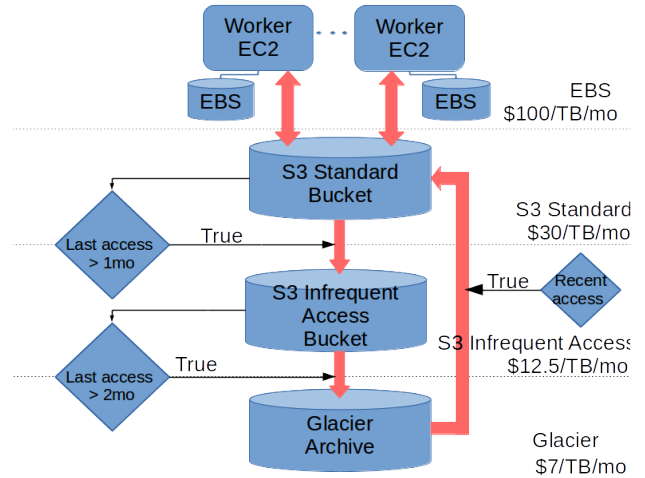 Worker
EC2
Worker
EC2
EBS
EBS
EBS
$100/TB/mo
S3 Standard
Bucket
S3 Standard
$30/TB/mo
Last access
> 1mo
True
True
Recent
access
S3 Infrequent
Access
Bucket
S3 Infrequent Access
$12.5/TB/mo
Last access
> 2mo
True
Glacier
Archive
Glacier
$7/TB/mo